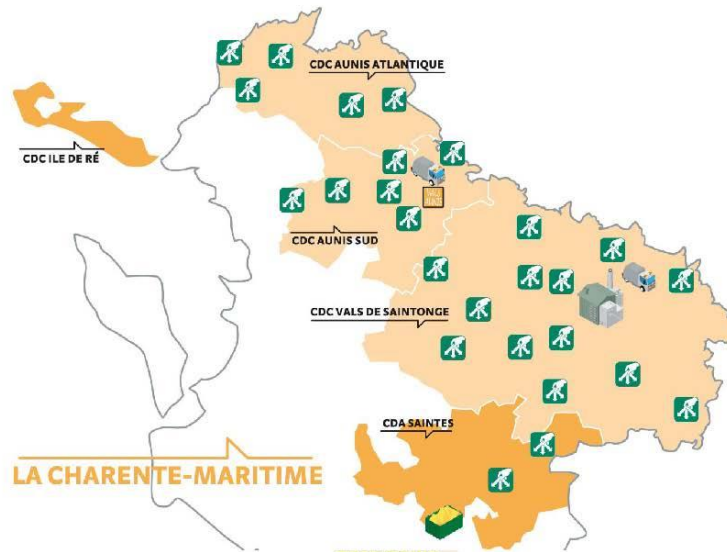 CDC AUNIS ATLANTIQUE
CDC ILE DE RÉ
CDC AUNIS SUD
CDC VALS DE SAINTONGE
CDA SAINTES
LA CHARENTE-MARITIME